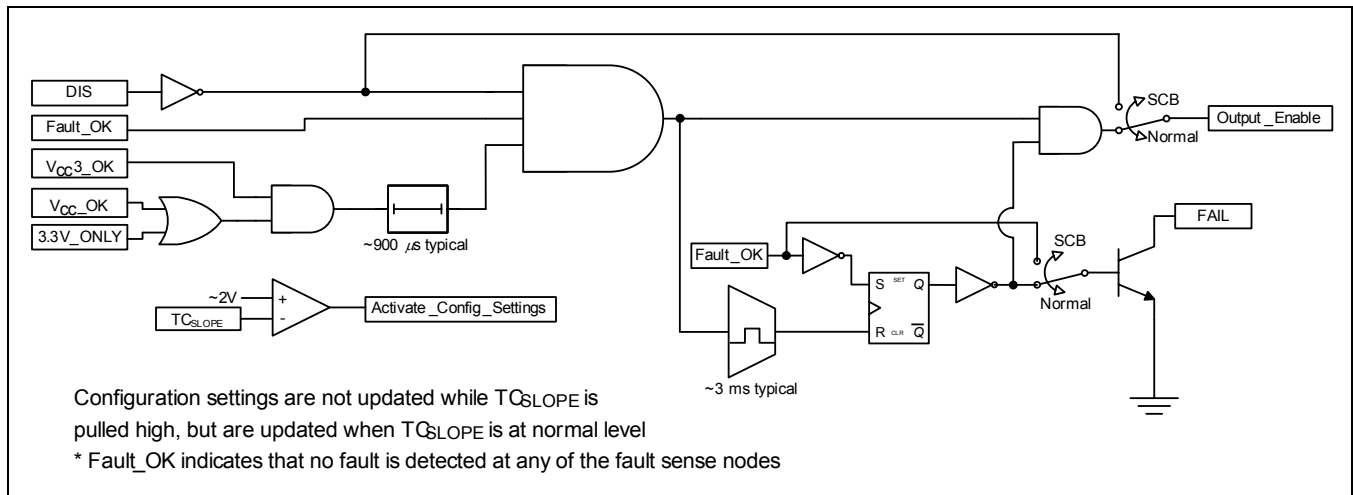 DIS
Fault_OK
VCC3_OK
VCC_OK
3.3V_ONLY
~900 μs typical
SCB
Normal
Output_Enable
FAIL
Fault_OK
SCB
Normal
S SET Q
R CLR Q̅
~3 ms typical
~2V
+
TCSLOPE
-
Activate_Config_Settings
Configuration settings are not updated while TCSLOPE is
pulled high, but are updated when TCSLOPE is at normal level
* Fault_OK indicates that no fault is detected at any of the fault sense nodes